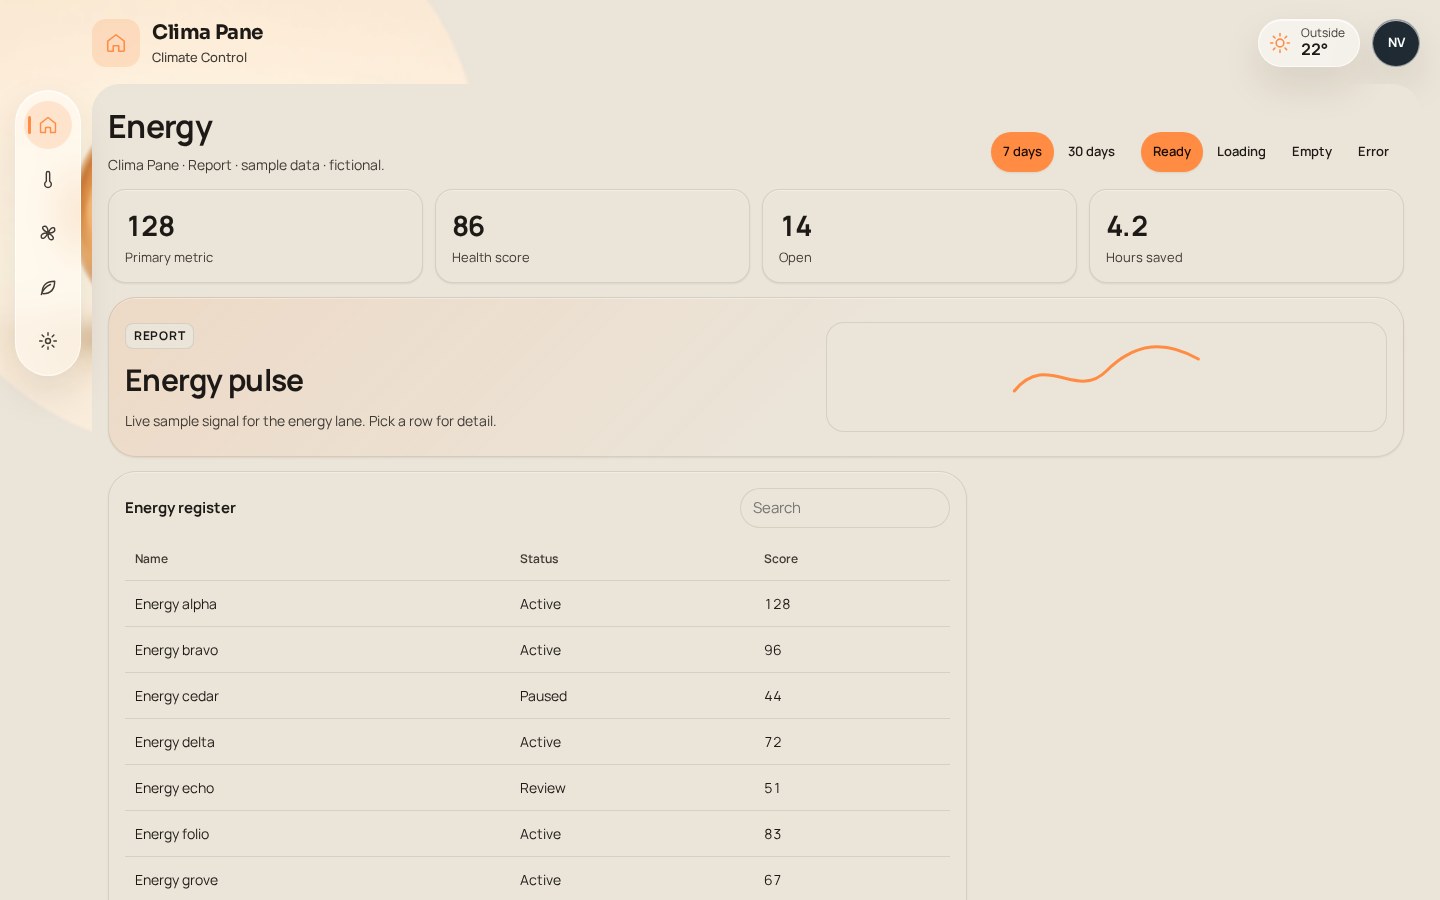 Clima Pane
Climate Control
Outside
22°
NV
Energy
Clima Pane · Report · sample data · fictional.
7 days
30 days
Ready
Loading
Empty
Error
128
Primary metric
86
Health score
14
Open
4.2
Hours saved
REPORT
Energy pulse
Live sample signal for the energy lane. Pick a row for detail.
Energy register
Search
Name Status Score
Energy alpha Active 128
Energy bravo Active 96
Energy cedar Paused 44
Energy delta Active 72
Energy echo Review 51
Energy folio Active 83
Energy grove Active 67